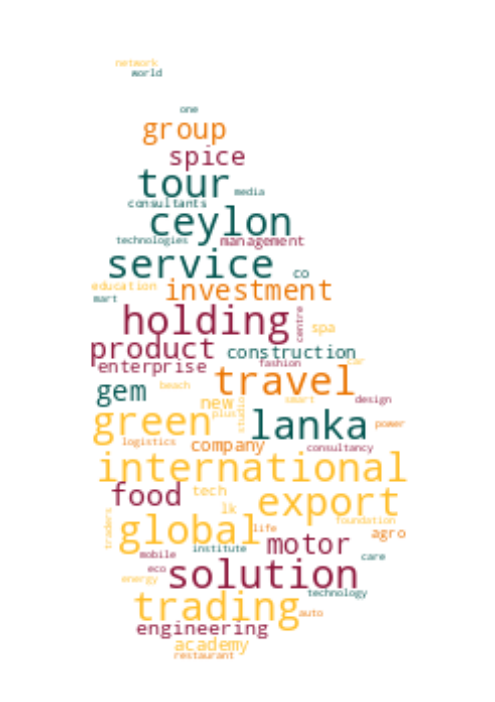 network
world
one
group
spice
tour media
consultants
ceylon
technologies management
service co
education investment
mart
holding centre spa
product construction
enterprise fashion car
travel
gem beach
new smart design
green plus studio lanka power
logistics company consultancy
international
food tech
export
lk
traders global life foundation
agro
motor
mobile institute care
eco solution
energy technology
trading auto
engineering
academy
restaurant